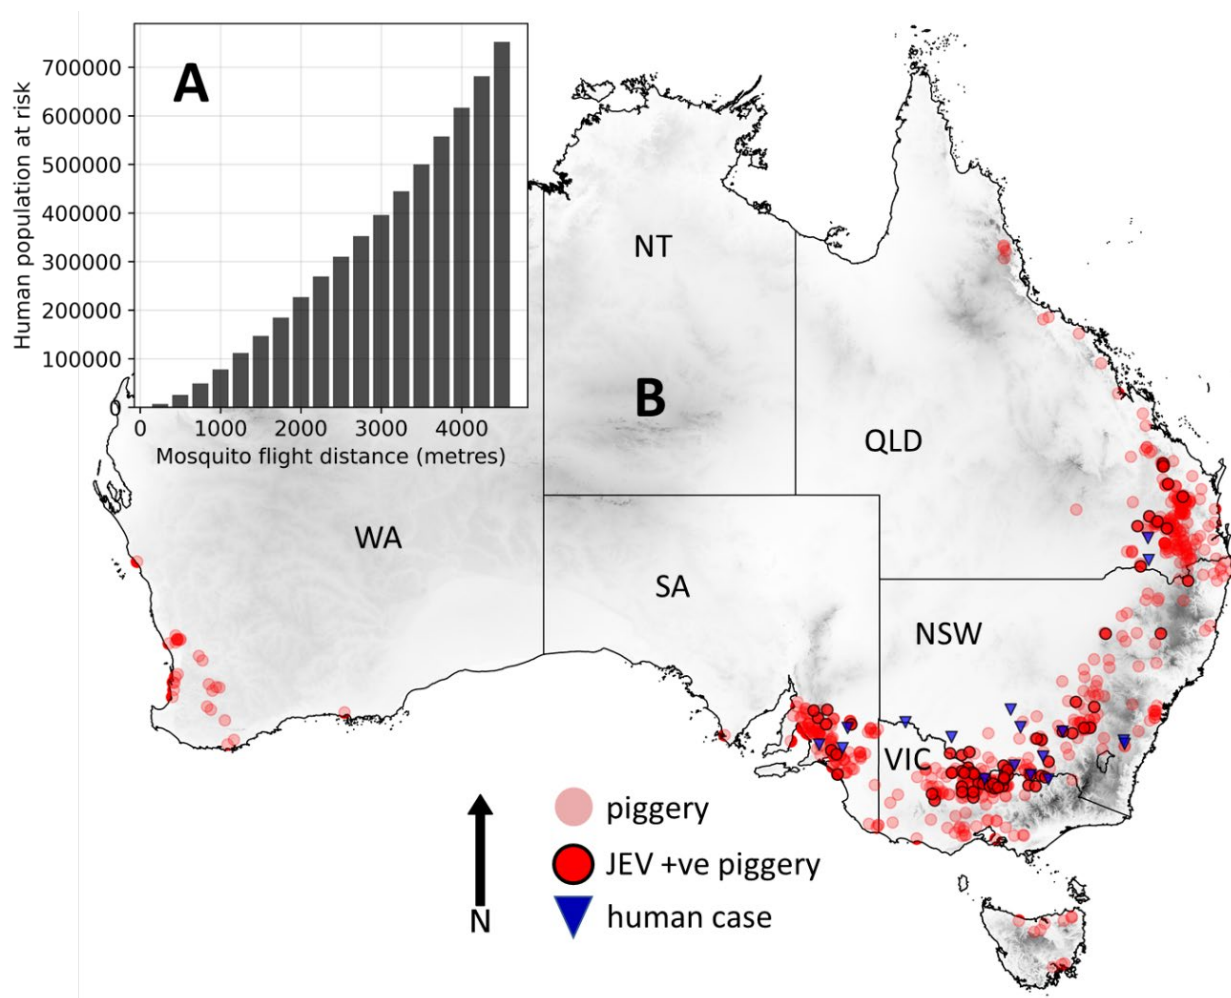 A
Human population at risk
700000
600000
500000
400000
300000
200000
100000
0
0 1000 2000 3000 4000
Mosquito flight distance (metres)
B
NT
QLD
WA
SA
NSW
VIC
N
piggery
JEV +ve piggery
human case